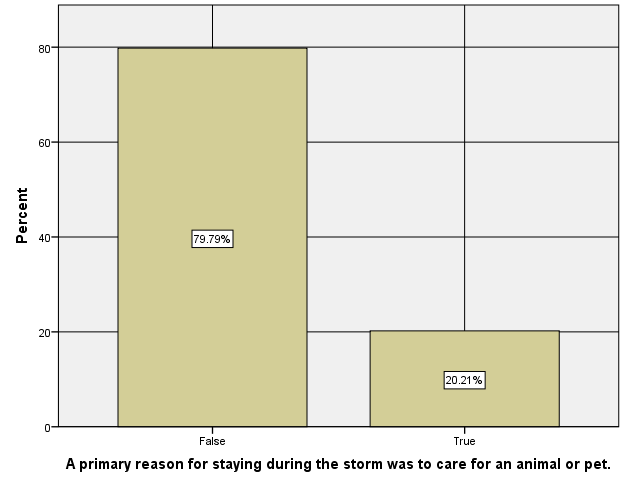 80
60
40
20
0
Percent
79.79%
20.21%
False
True
A primary reason for staying during the storm was to care for an animal or pet.